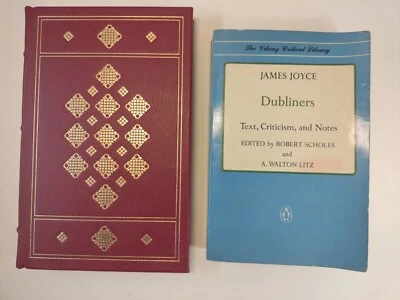 The Viking Critical Library
JAMES JOYCE
Dubliners
Text, Criticism, and Notes
EDITED BY ROBERT SCHOLES
and
A. WALTON LITZ